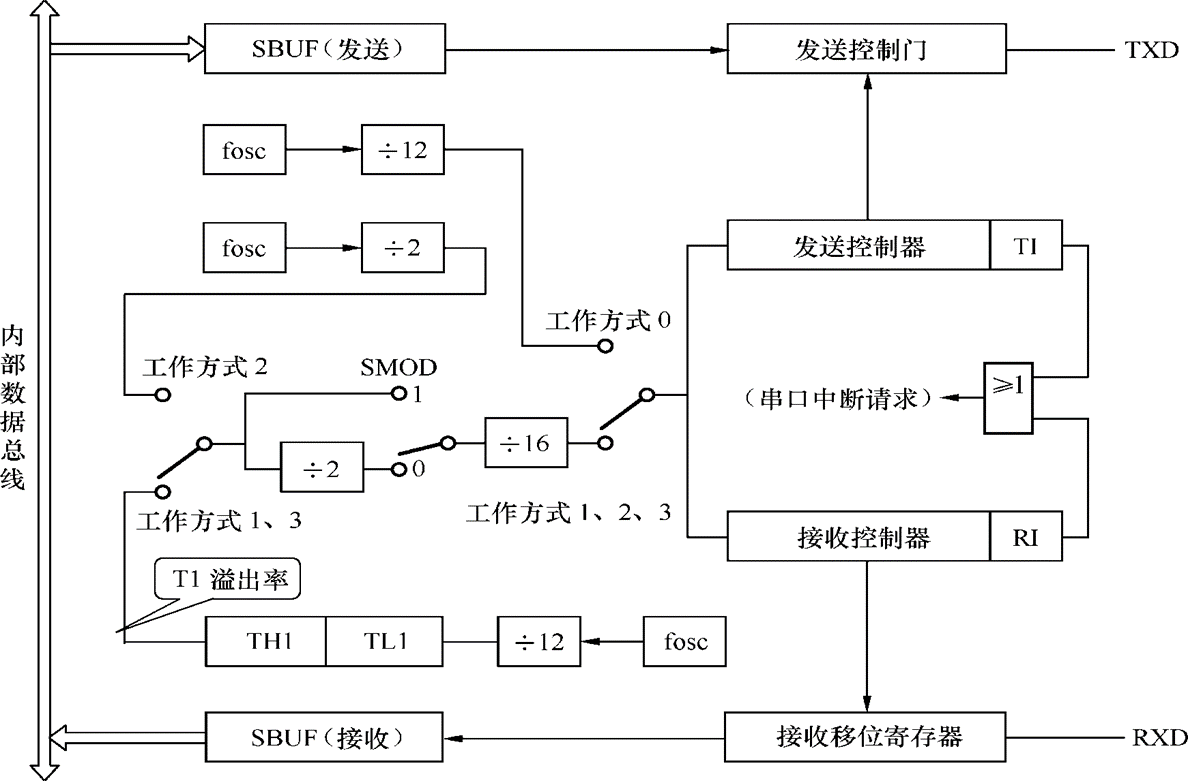 SBUF（发送）
发送控制门
TXD
fosc
÷12
fosc
÷2
发送控制器
TI
工作方式 0
内部数据总线
工作方式 2
SMOD
1
（串口中断请求）
≥1
÷2
0
÷16
工作方式 1、3
工作方式 1、2、3
接收控制器
RI
T1 溢出率
TH1
TL1
÷12
fosc
SBUF（接收）
接收移位寄存器
RXD